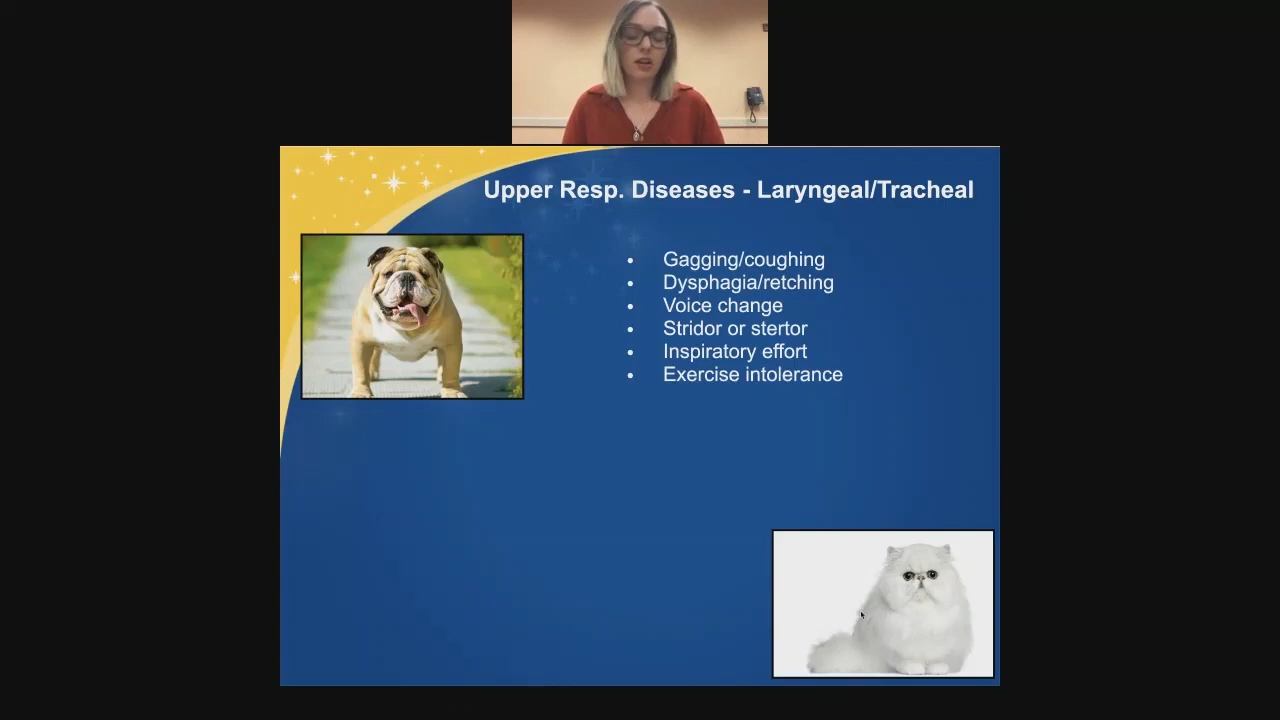 Upper Resp. Diseases - Laryngeal/Tracheal
• Gagging/coughing
• Dysphagia/retching
• Voice change
• Stridor or stertor
• Inspiratory effort
• Exercise intolerance